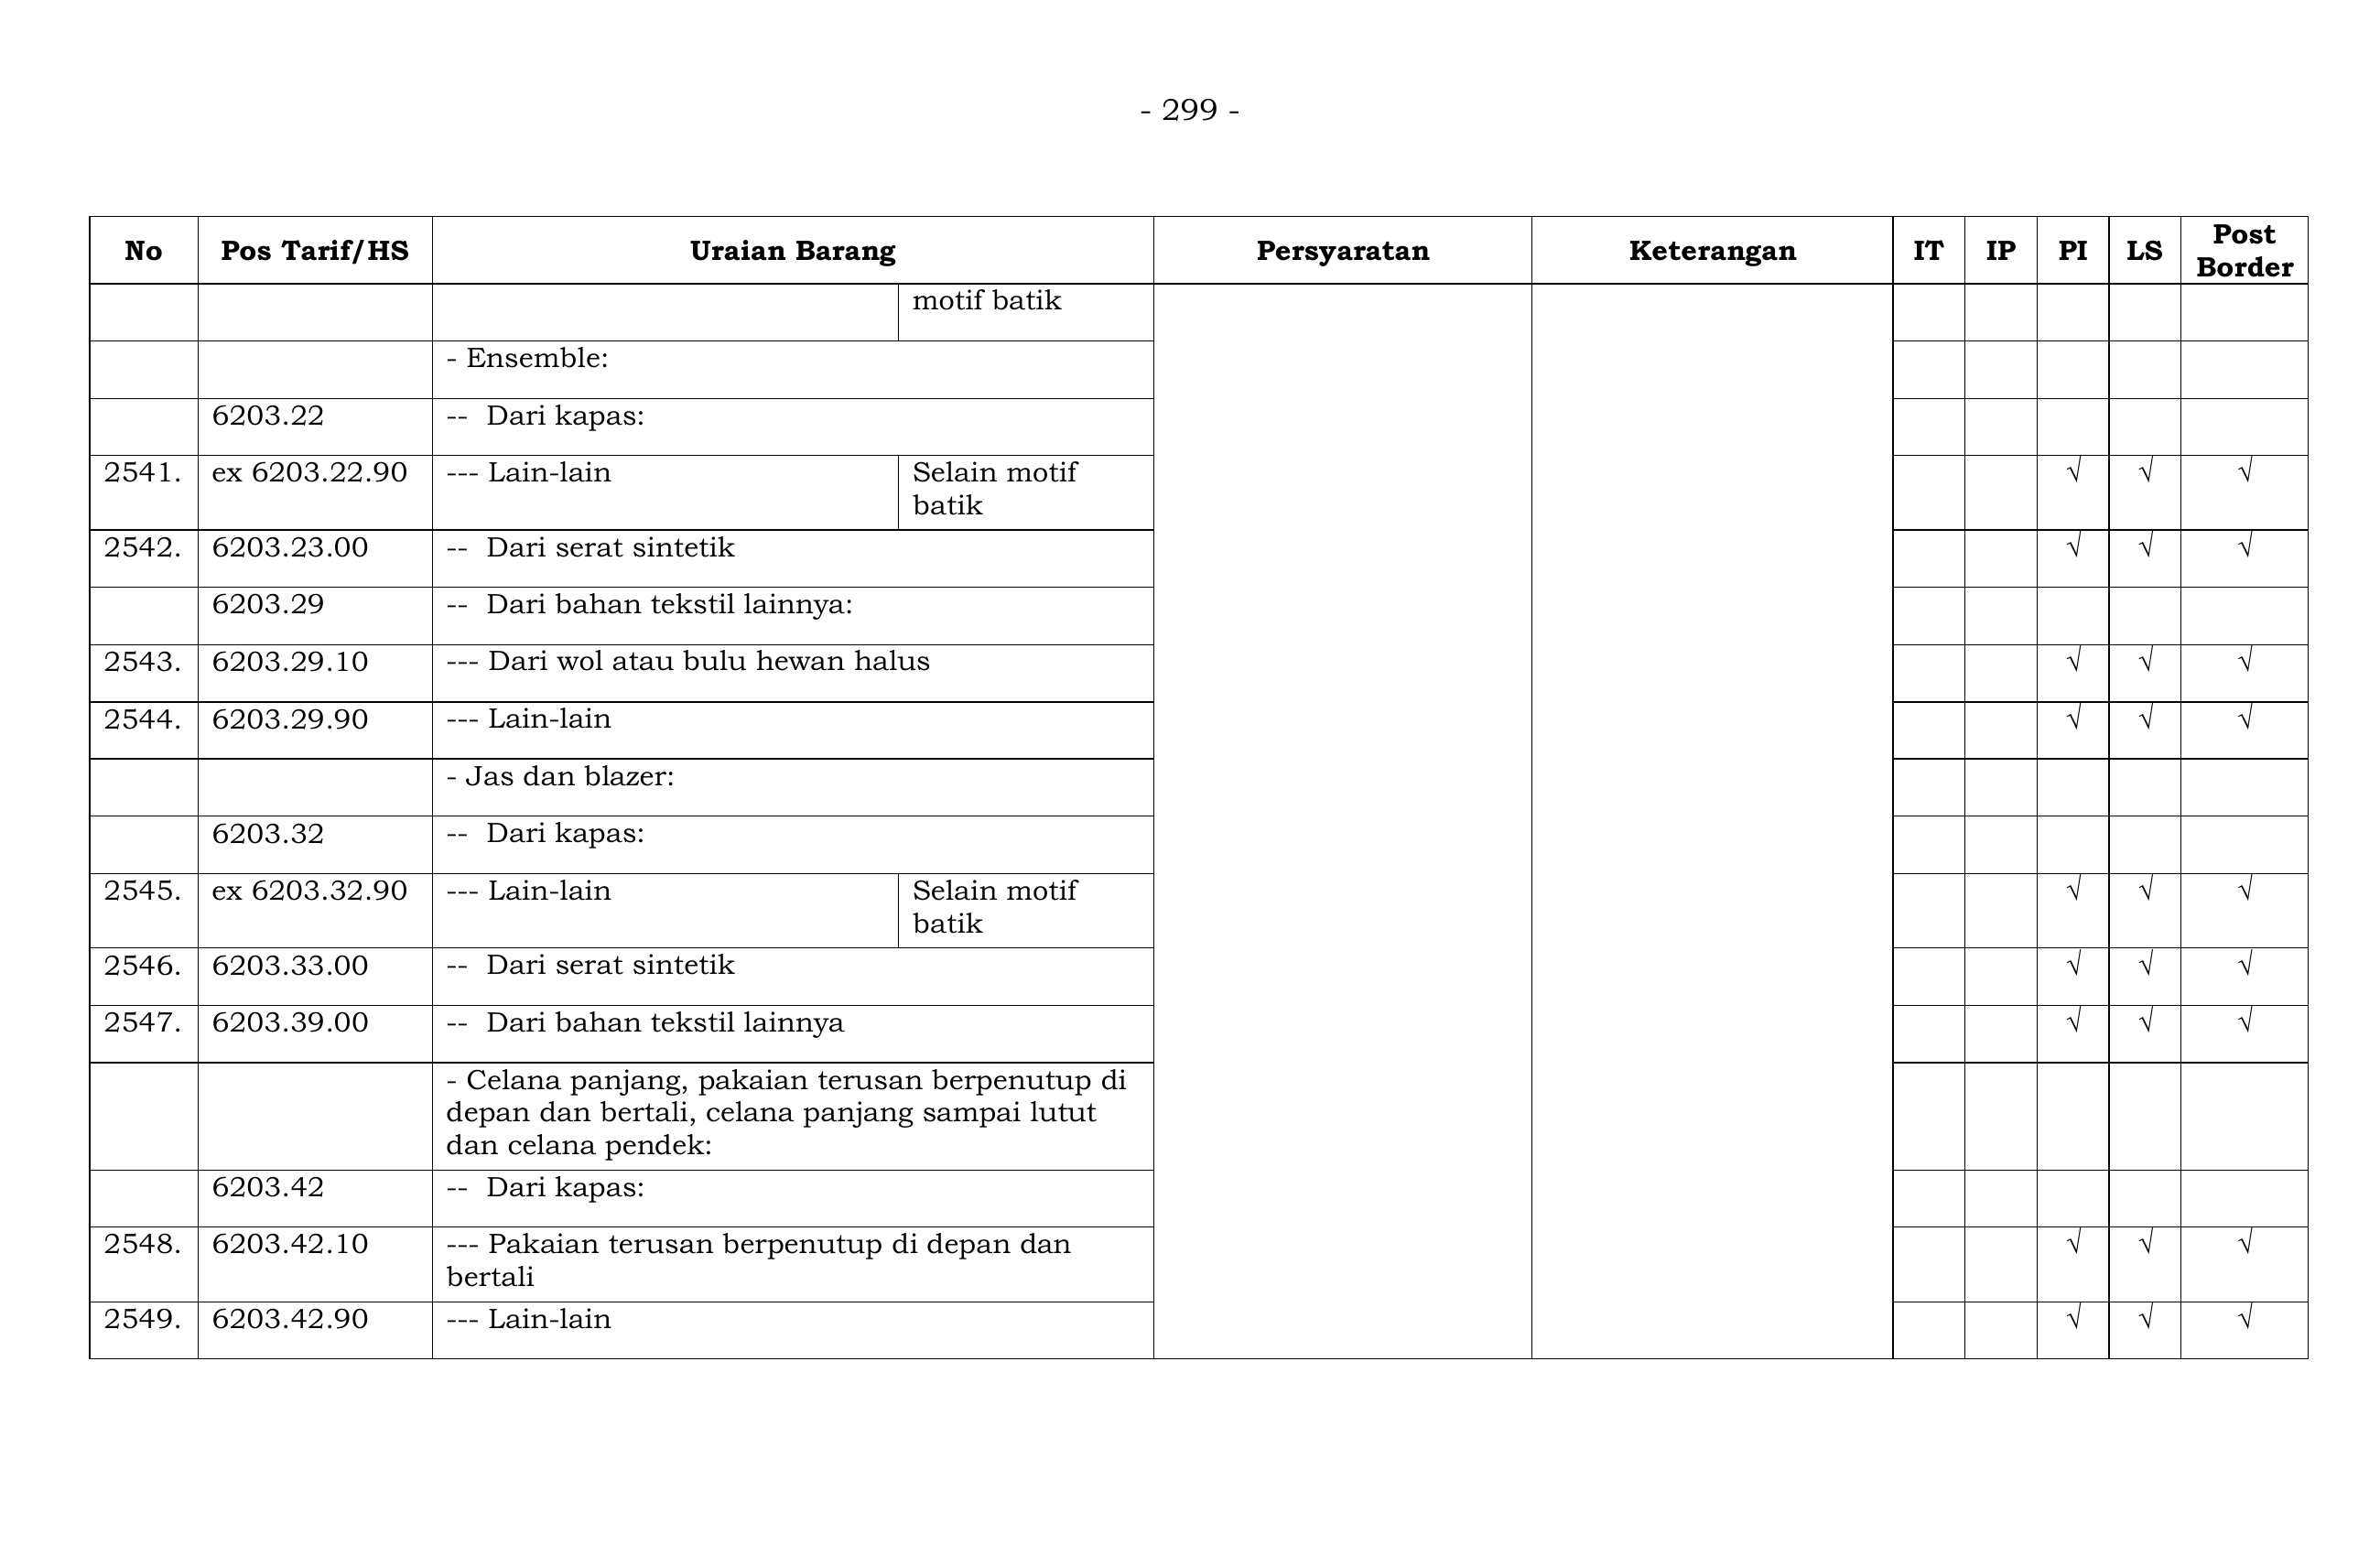 - 299 -
No Pos Tarif/HS Uraian Barang Persyaratan Keterangan IT IP PI LS Post Border
motif batik
- Ensemble:
6203.22 -- Dari kapas:
2541. ex 6203.22.90 --- Lain-lain Selain motif √ √ √
batik
2542. 6203.23.00 -- Dari serat sintetik √ √ √
6203.29 -- Dari bahan tekstil lainnya:
2543. 6203.29.10 --- Dari wol atau bulu hewan halus √ √ √
2544. 6203.29.90 --- Lain-lain √ √ √
- Jas dan blazer:
6203.32 -- Dari kapas:
2545. ex 6203.32.90 --- Lain-lain Selain motif √ √ √
batik
2546. 6203.33.00 -- Dari serat sintetik √ √ √
2547. 6203.39.00 -- Dari bahan tekstil lainnya √ √ √
- Celana panjang, pakaian terusan berpenutup di
depan dan bertali, celana panjang sampai lutut
dan celana pendek:
6203.42 -- Dari kapas:
2548. 6203.42.10 --- Pakaian terusan berpenutup di depan dan √ √ √
bertali
2549. 6203.42.90 --- Lain-lain √ √ √